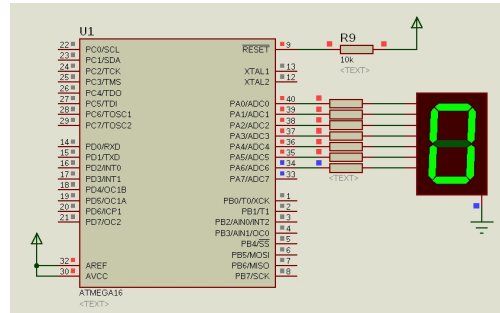 U1
R9
22 PC0/SCL RESET 9
10k
23 PC1/SDA
<TEXT>
24 PC2/TCK XTAL1 13
25 PC3/TMS XTAL2 12
26 PC4/TDO
27 PC5/TDI PA0/ADC0 40
28 PC6/TOSC1 PA1/ADC1 39
29 PC7/TOSC2 PA2/ADC2 38
PA3/ADC3 37
14 PD0/RXD PA4/ADC4 36
15 PD1/TXD PA5/ADC5 35
16 PD2/INT0 PA6/ADC6 34
17 PD3/INT1 PA7/ADC7 33
<TEXT>
18 PD4/OC1B
19 PD5/OC1A PB0/T0/XCK 1
20 PD6/ICP1 PB1/T1 2
21 PD7/OC2 PB2/AIN0/INT2 3
PB3/AIN1/OC0 4
PB4/SS 5
PB5/MOSI 6
32 AREF PB6/MISO 7
30 AVCC PB7/SCK 8
ATMEGA16
<TEXT>